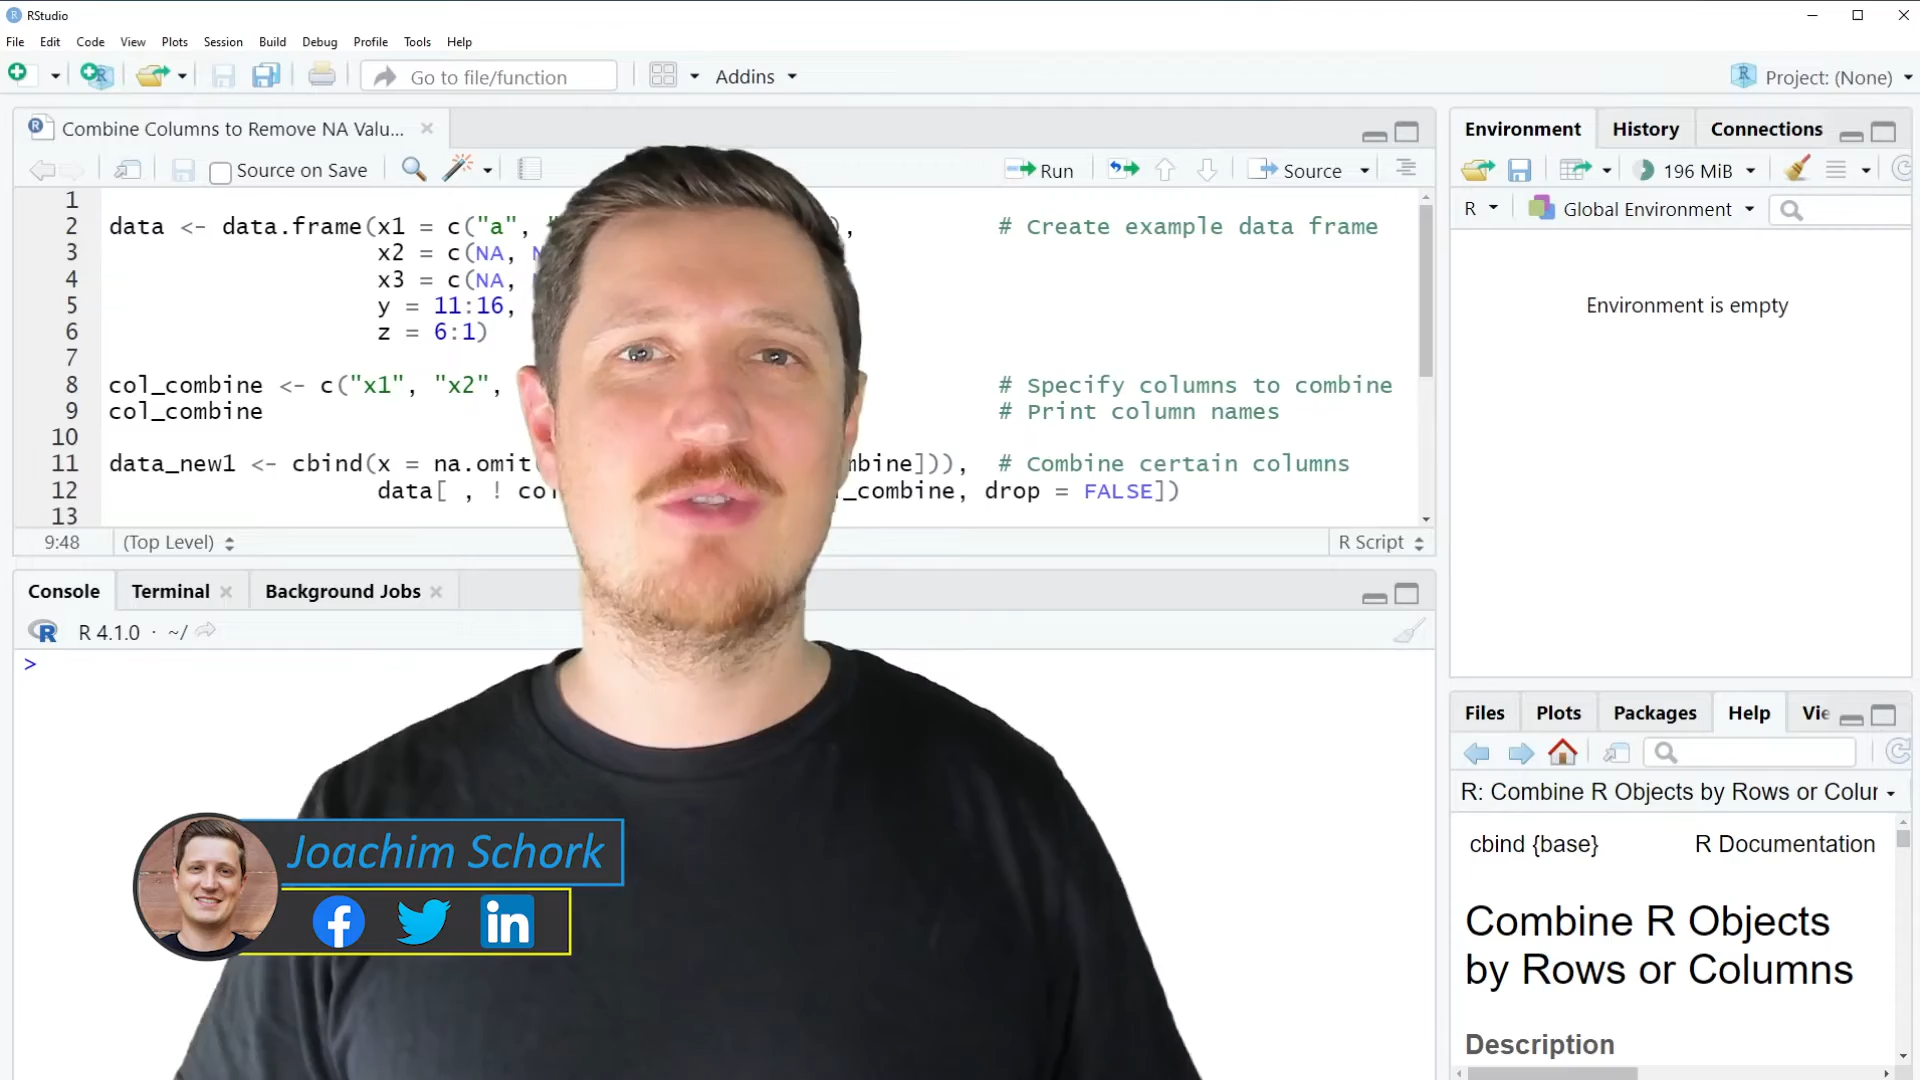 RStudio
File Edit Code View Plots Session Build Debug Profile Tools Help
Go to file/function Addins Project: (None)
Combine Columns to Remove NA Valu...
Source on Save Run Source
1
2 data <- data.frame(x1 = c("a", , # Create example data frame
3 x2 = c(NA,
4 x3 = c(NA,
5 y = 11:16,
6 z = 6:1)
7
8 col_combine <- c("x1", "x2", # Specify columns to combine
9 col_combine # Print column names
10
11 data_new1 <- cbind(x = na.omit mbine])), # Combine certain columns
12 data[ , ! col _combine, drop = FALSE])
13
9:48 (Top Level) R Script
Console Terminal Background Jobs
R 4.1.0 · ~/
>
Environment History Connections
196 MiB
R Global Environment
Environment is empty
Files Plots Packages Help Vie
R: Combine R Objects by Rows or Colur
cbind {base} R Documentation
Combine R Objects
by Rows or Columns
Description
Joachim Schork
f in